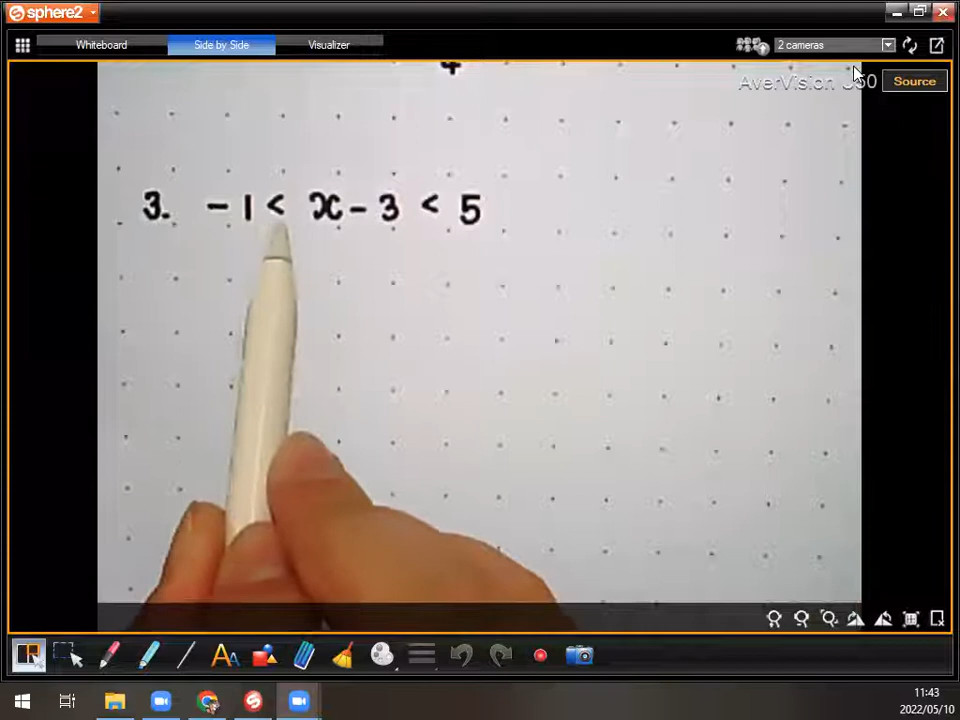 sphere2
Whiteboard
Side by Side
Visualizer
2 cameras
Source
3. -1 < x - 3 < 5
11:43
2022/05/10